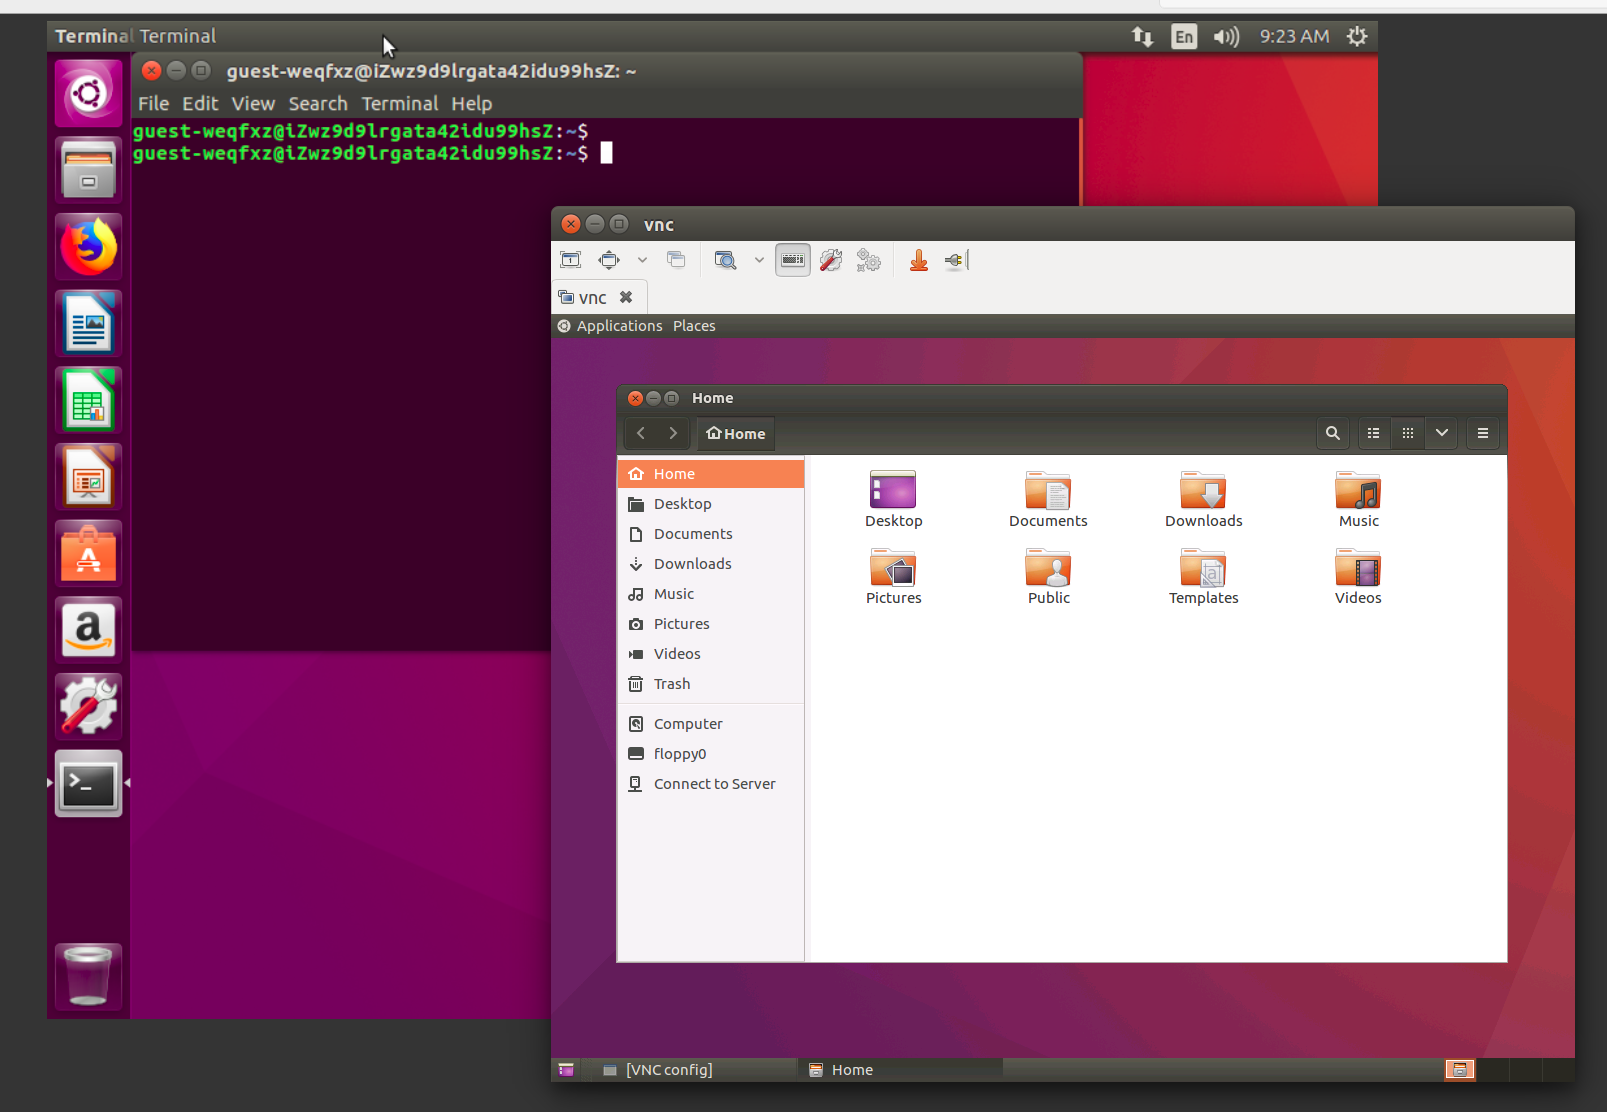 Terminal Terminal
En
9:23 AM
guest-weqfxz@iZwz9d9lrgata42idu99hsZ: ~
File Edit View Search Terminal Help
guest-weqfxz@iZwz9d9lrgata42idu99hsZ:~$
guest-weqfxz@iZwz9d9lrgata42idu99hsZ:~$
vnc
vnc
Applications Places
Home
Home
Home
Desktop
Documents
Downloads
Music
Pictures
Videos
Trash
Computer
floppy0
Connect to Server
Desktop Documents Downloads Music
Pictures Public Templates Videos
[VNC config] Home